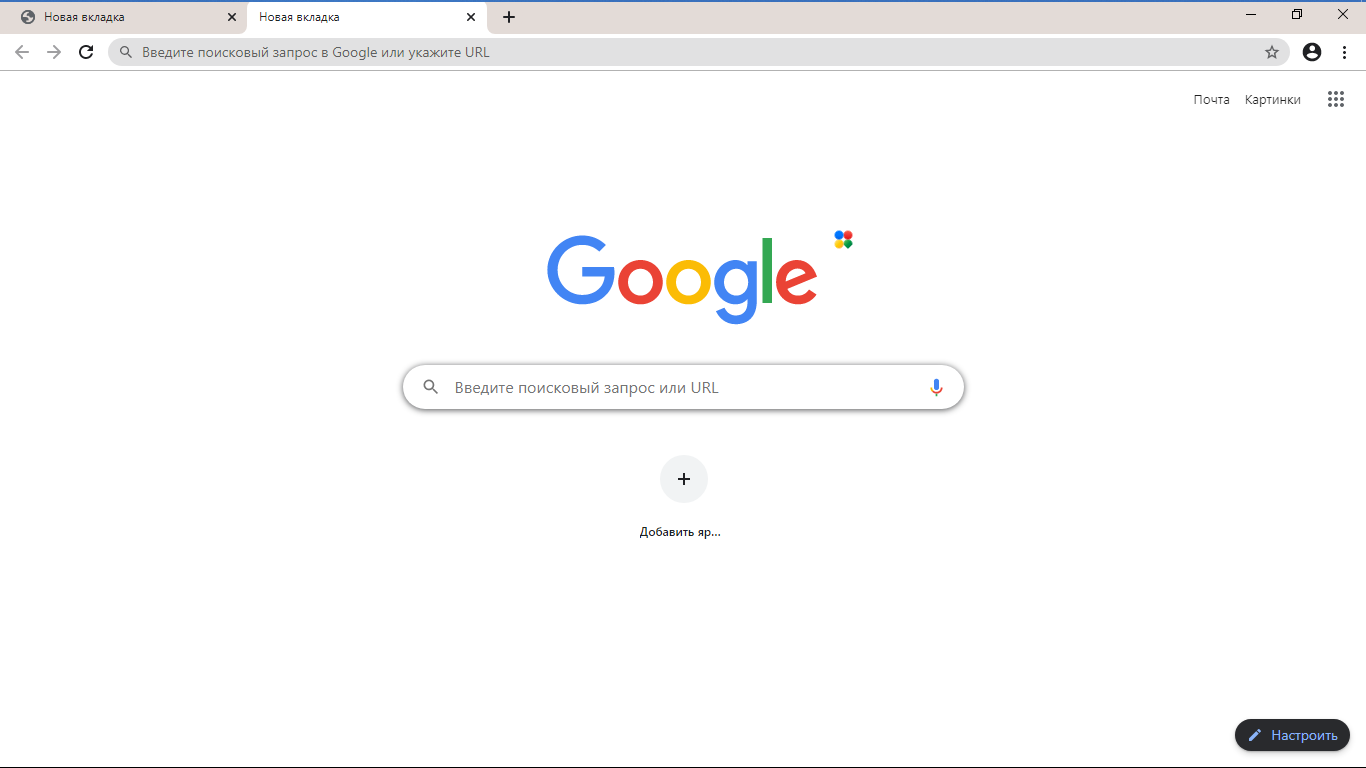 Новая вкладка
Новая вкладка
Введите поисковый запрос в Google или укажите URL
Почта
Картинки
Google
Введите поисковый запрос или URL
Добавить яр...
Настроить